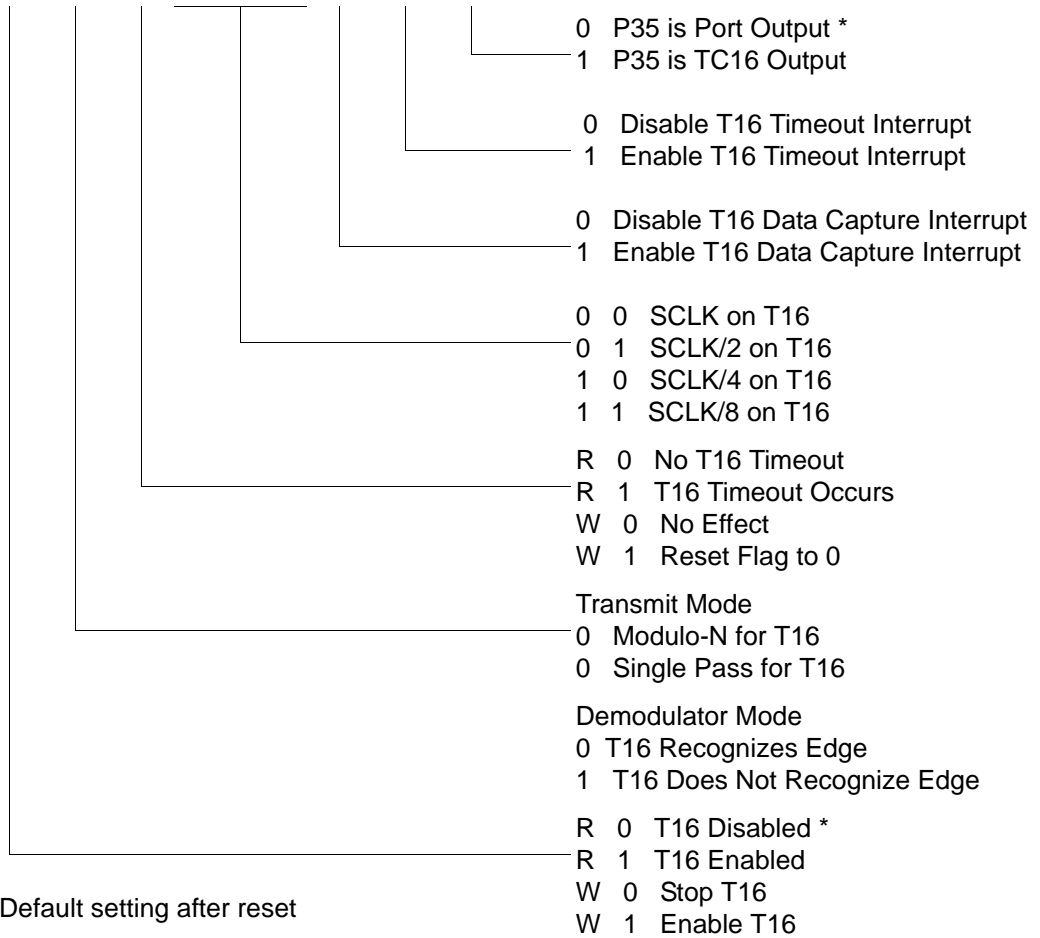 0 P35 is Port Output *
1 P35 is TC16 Output
0 Disable T16 Timeout Interrupt
1 Enable T16 Timeout Interrupt
0 Disable T16 Data Capture Interrupt
1 Enable T16 Data Capture Interrupt
0 0 SCLK on T16
0 1 SCLK/2 on T16
1 0 SCLK/4 on T16
1 1 SCLK/8 on T16
R 0 No T16 Timeout
R 1 T16 Timeout Occurs
W 0 No Effect
W 1 Reset Flag to 0
Transmit Mode
0 Modulo-N for T16
0 Single Pass for T16
Demodulator Mode
0 T16 Recognizes Edge
1 T16 Does Not Recognize Edge
R 0 T16 Disabled *
R 1 T16 Enabled
W 0 Stop T16
W 1 Enable T16
Default setting after reset